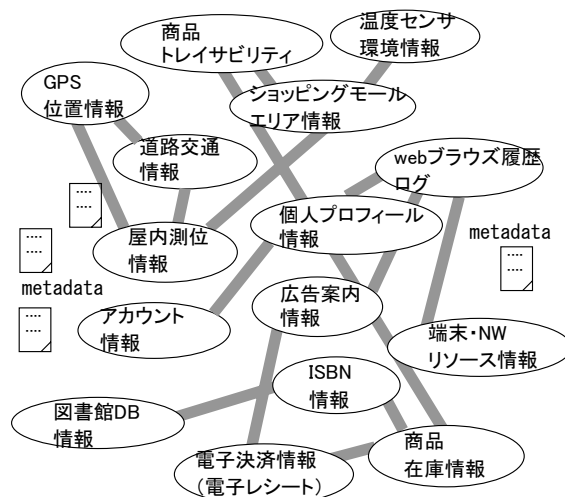 商品
トレイサビリティ
温度センサ
環境情報
GPS
位置情報
ショッピングモール
エリア情報
道路交通
情報
webブラウズ履歴
ログ
個人プロフィール
情報
屋内測位
情報
metadata
metadata
広告案内
情報
アカウント
情報
端末・NW
リソース情報
ISBN
情報
図書館DB
情報
商品
在庫情報
電子決済情報
（電子レシート）